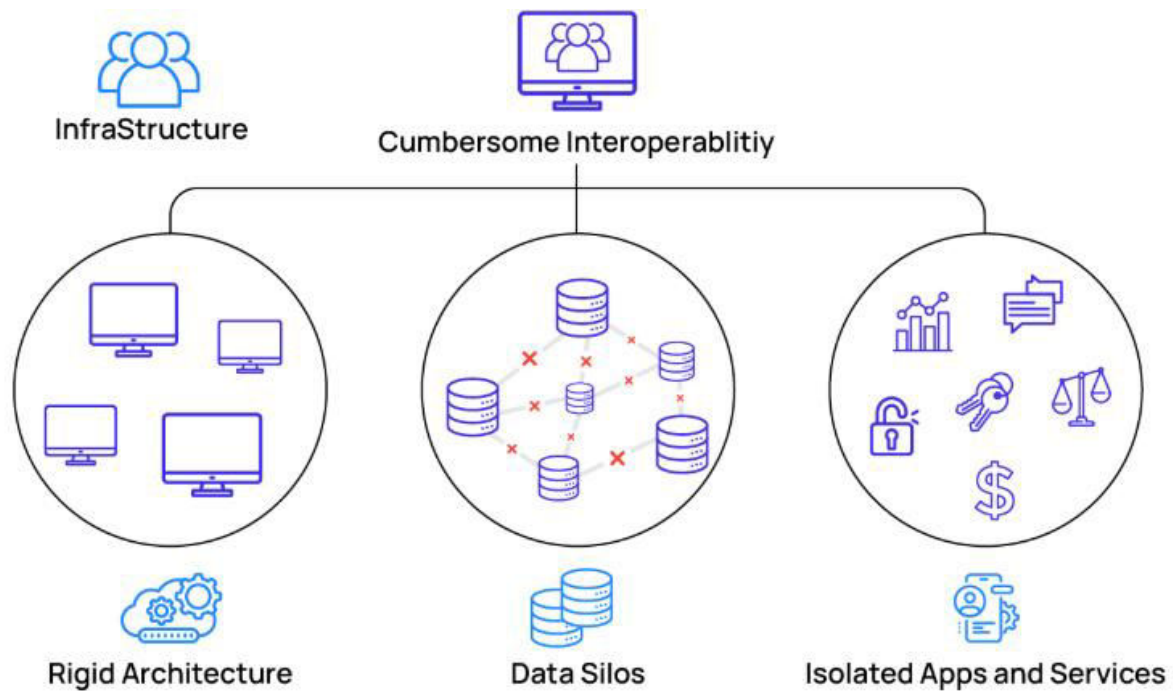 InfraStructure
Cumbersome Interoperablitiy
Rigid Architecture
Data Silos
Isolated Apps and Services